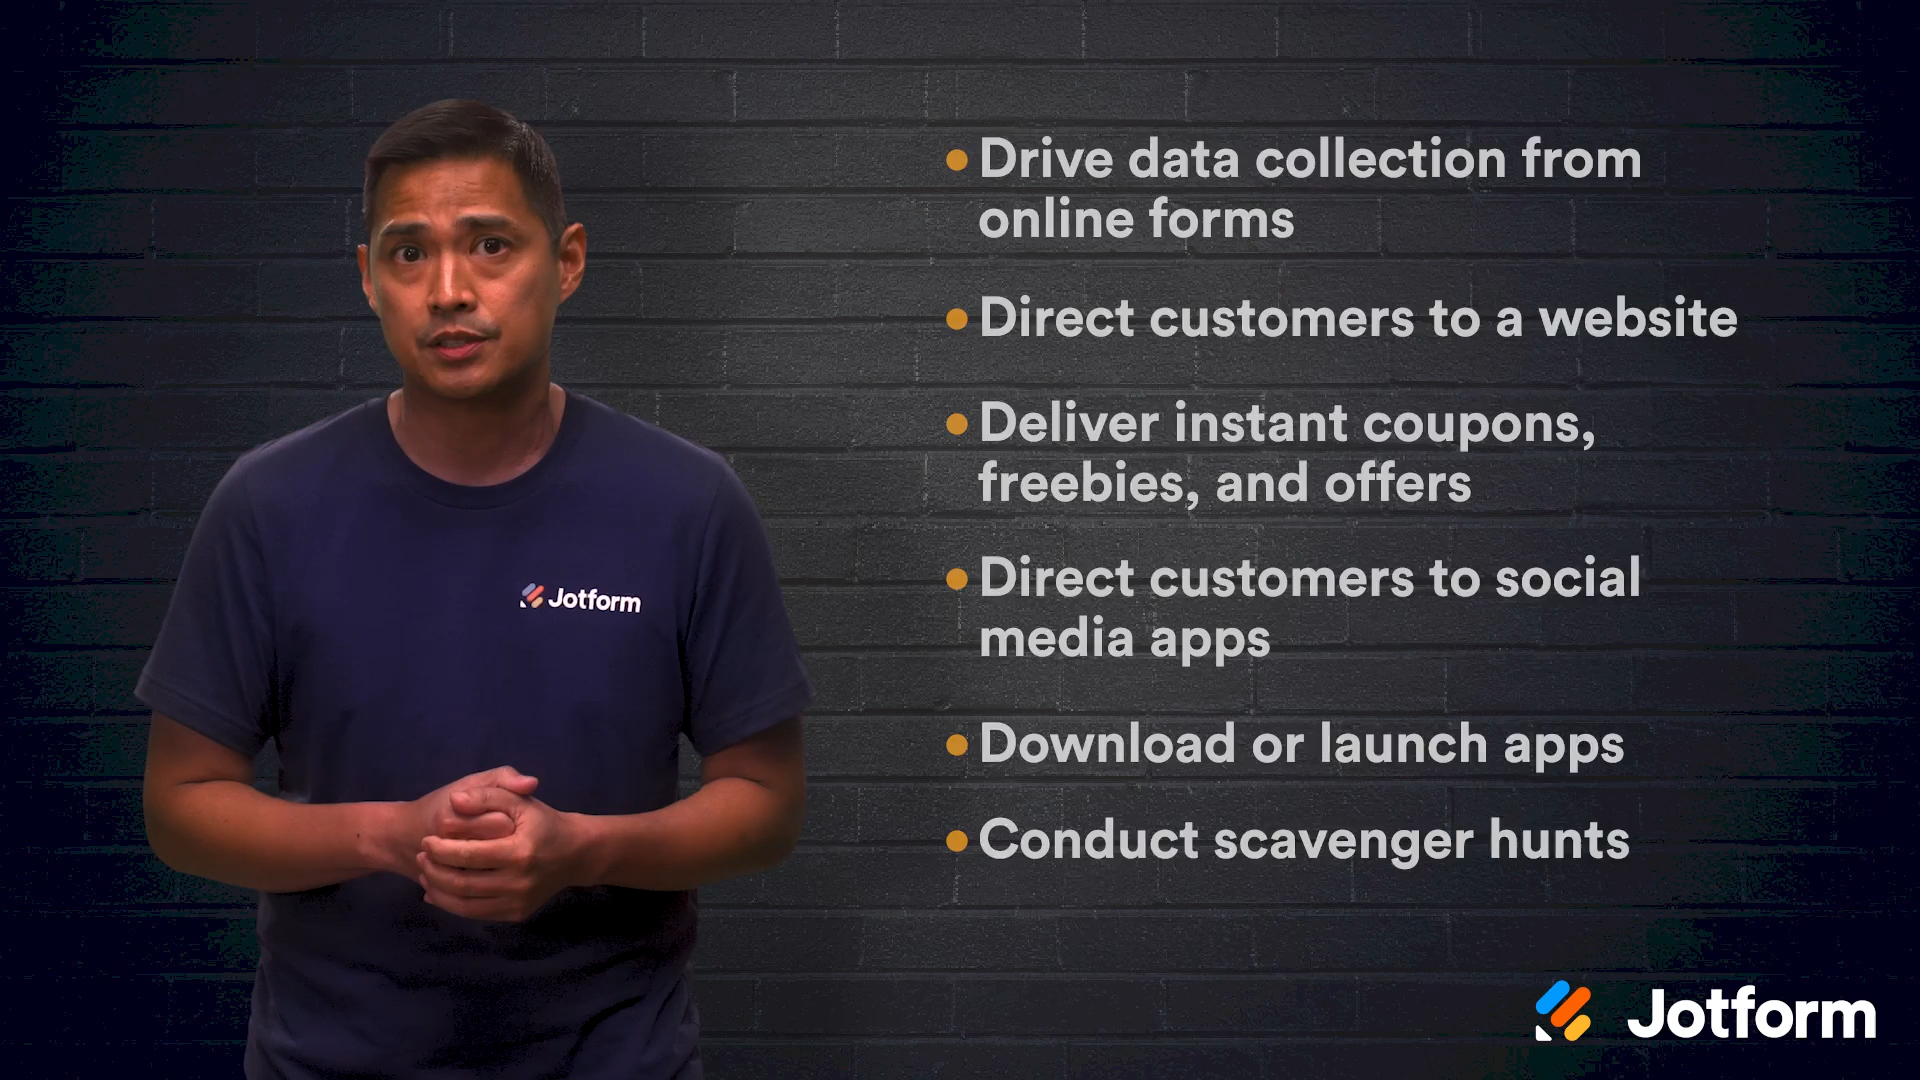 • Drive data collection from
online forms
• Direct customers to a website
• Deliver instant coupons,
freebies, and offers
• Direct customers to social
media apps
• Download or launch apps
• Conduct scavenger hunts
Jotform
Jotform